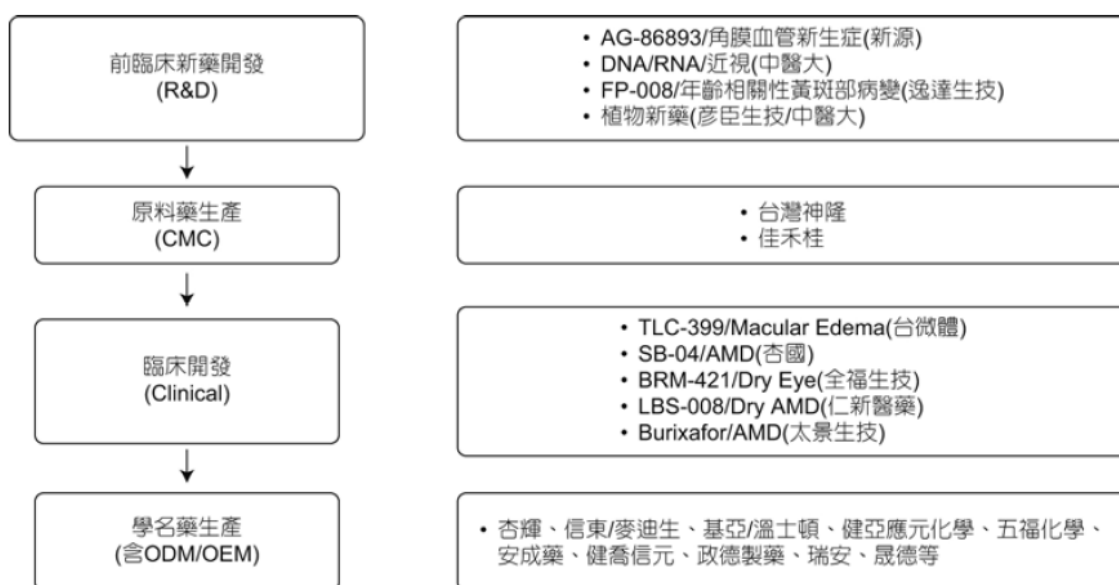 前臨床新藥開發
(R&D)
• AG-86893/角膜血管新生症(新源)
• DNA/RNA/近視(中醫大)
• FP-008/年齡相關性黃斑部病變(逸達生技)
• 植物新藥(彥臣生技/中醫大)
原料藥生產
(CMC)
• 台灣神隆
• 佳禾桂
臨床開發
(Clinical)
• TLC-399/Macular Edema(台微體)
• SB-04/AMD(杏國)
• BRM-421/Dry Eye(全福生技)
• LBS-008/Dry AMD(仁新醫藥)
• Burixafor/AMD(太景生技)
學名藥生產
(含ODM/OEM)
• 杏輝、信東/麥迪生、基亞/溫士頓、健亞應元化學、五福化學、
安成藥、健喬信元、政德製藥、瑞安、晟德等